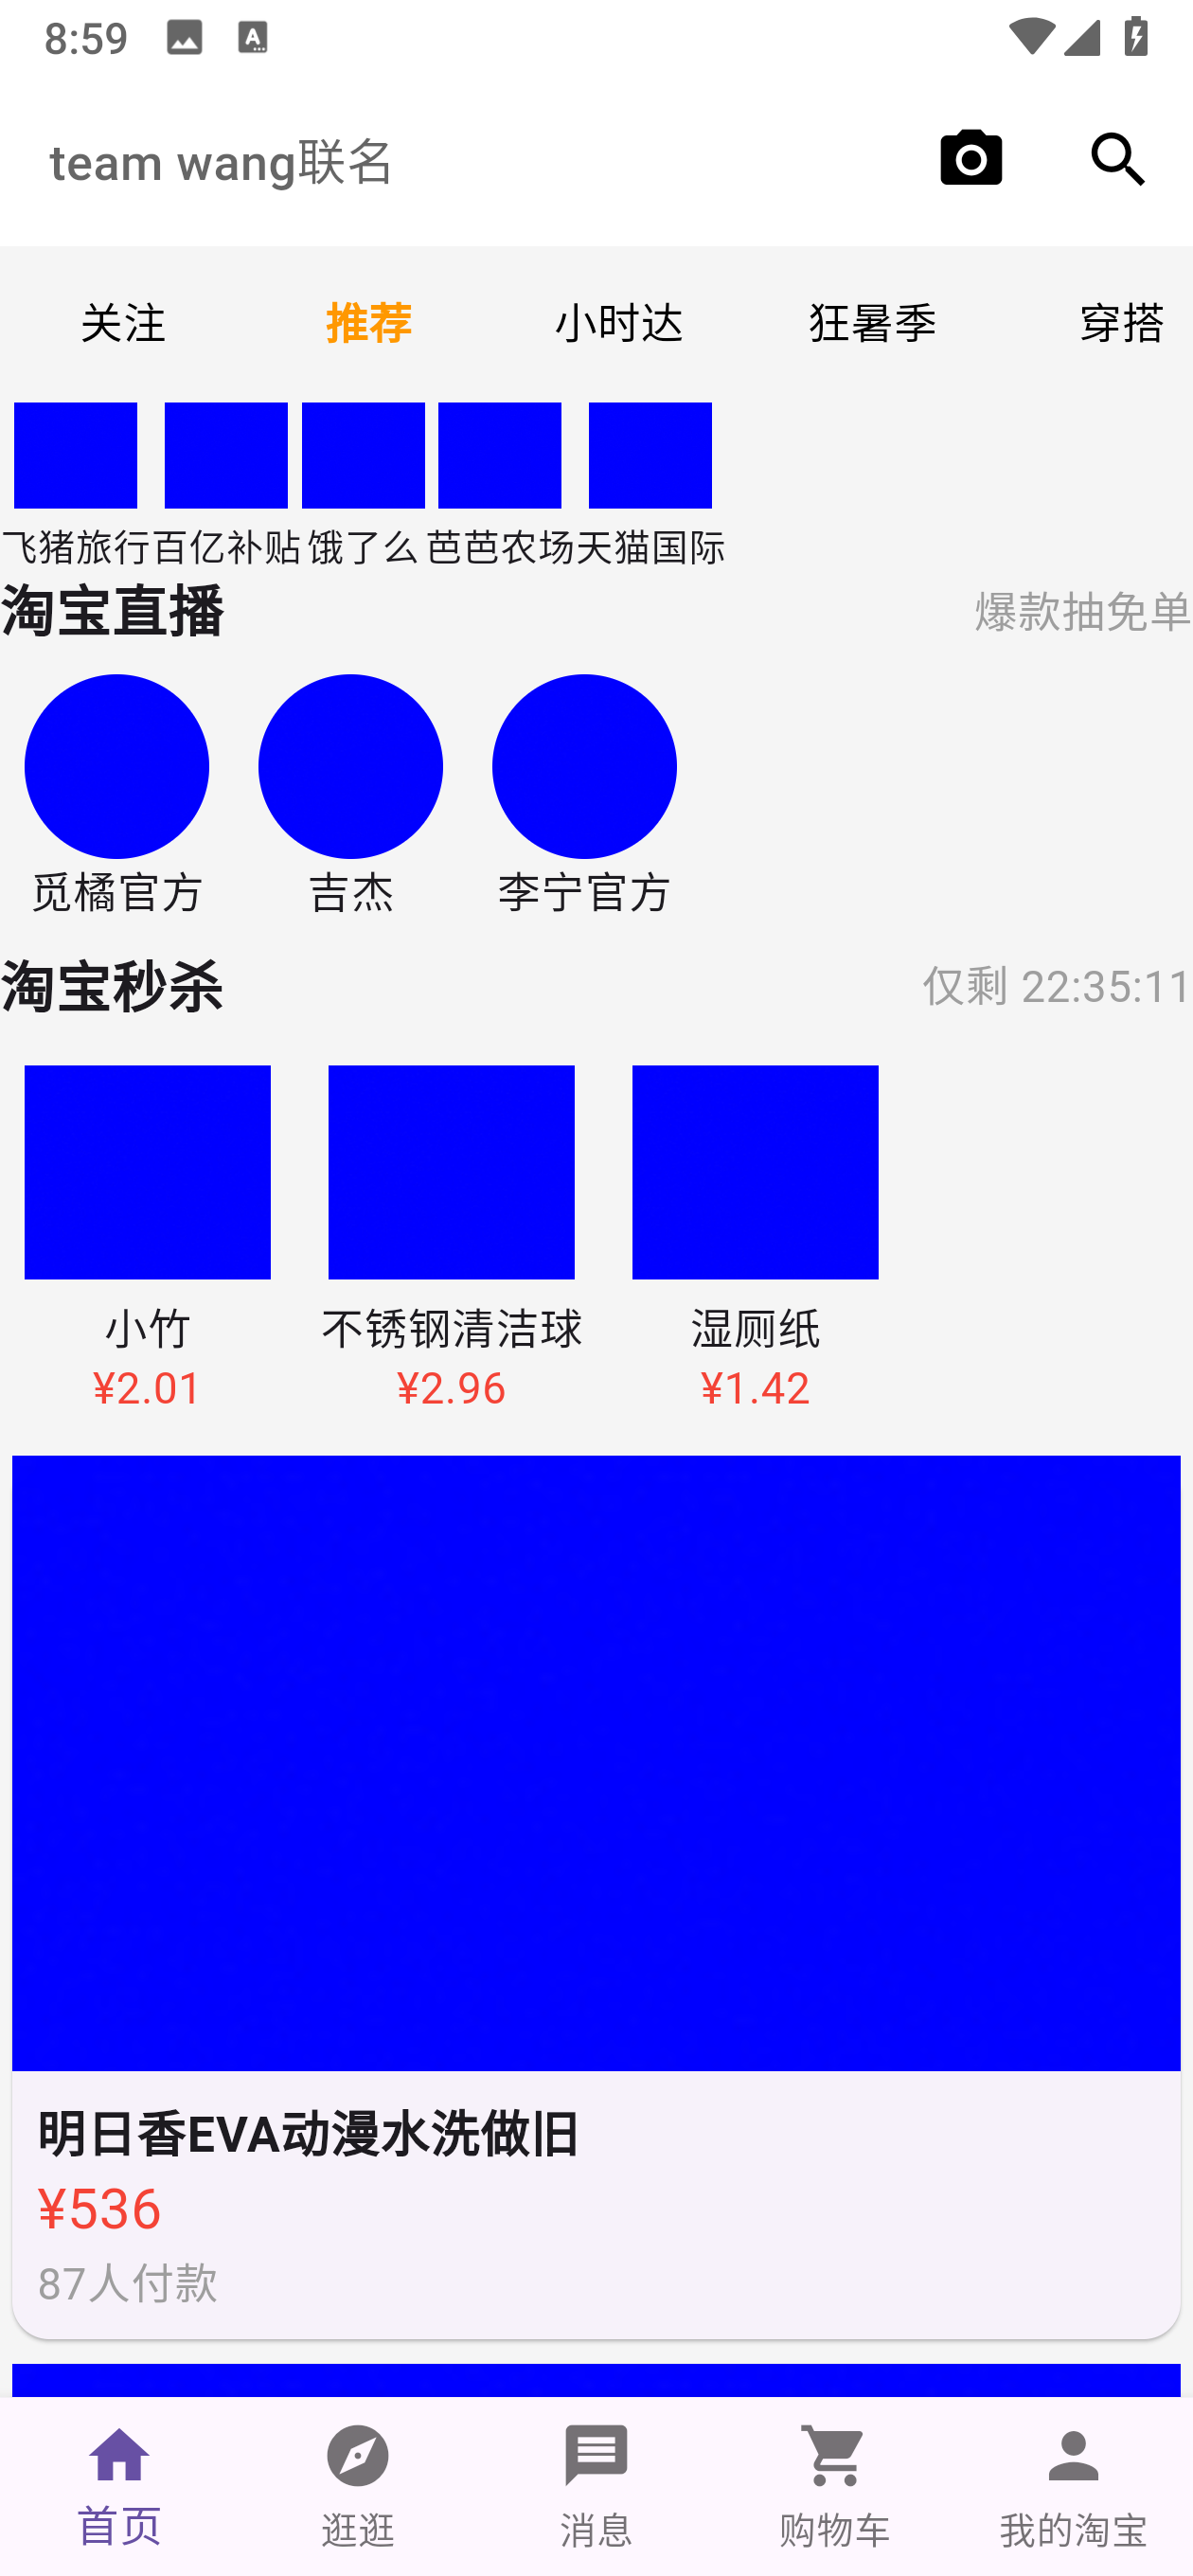 8:59
team wang联名
关注 推荐 小时达 狂暑季 穿搭
飞猪旅行 百亿补贴 饿了么 芭芭农场 天猫国际
淘宝直播 爆款抽免单
觅橘官方 吉杰 李宁官方
淘宝秒杀 仅剩 22:35:11
小竹 不锈钢清洁球 湿厕纸
¥2.01 ¥2.96 ¥1.42
明日香EVA动漫水洗做旧
¥536
87人付款
首页 逛逛 消息 购物车 我的淘宝